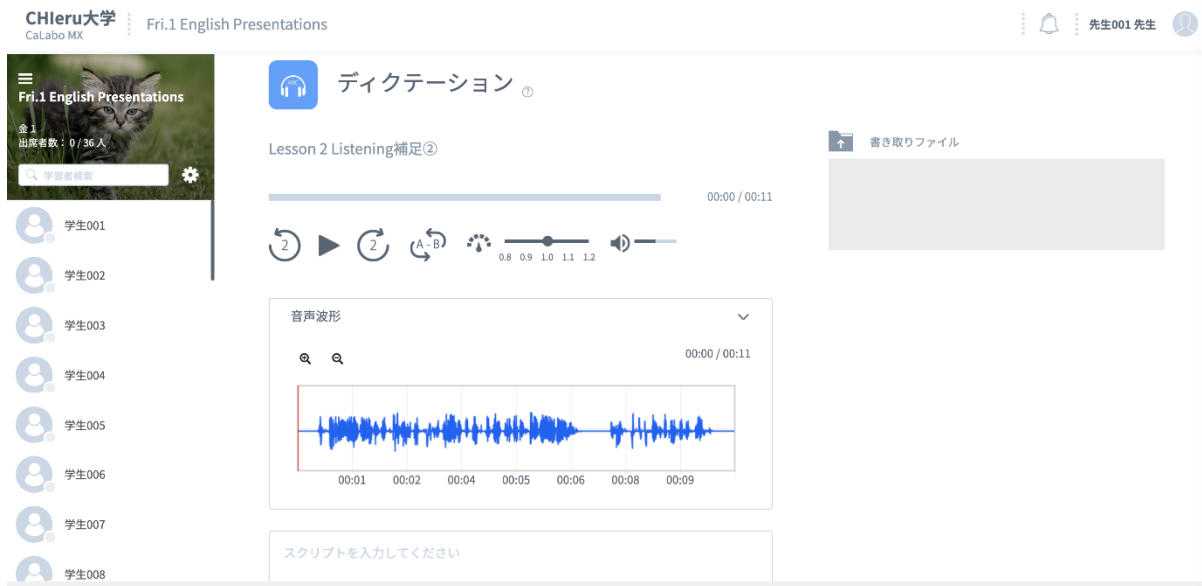 CHIeru大学
CaLabo MX
Fri.1 English Presentations
先生001 先生
Fri.1 English Presentations
金1
出席者数： 0 / 36 人
学習者検索
学生001
学生002
学生003
学生004
学生005
学生006
学生007
学生008
ABC
ディクテーション ?
Lesson 2 Listening補足②
00:00 / 00:11
2 2 A - B
0.8 0.9 1.0 1.1 1.2
音声波形
00:00 / 00:11
00:01 00:02 00:04 00:05 00:06 00:08 00:09
スクリプトを入力してください
書き取りファイル